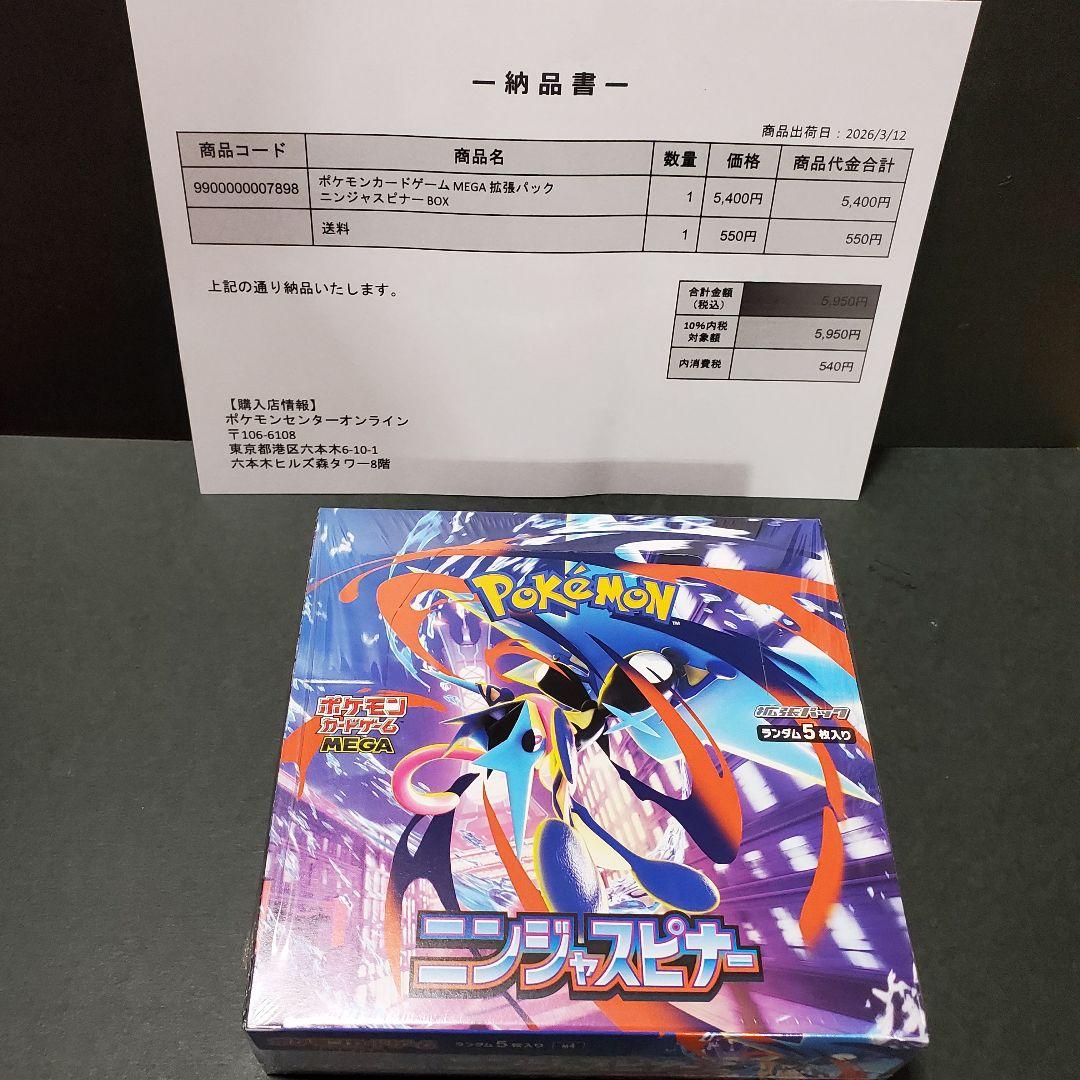 ー 納 品 書 ー
商品出荷日：2026/3/12
商品コード 商品名 数量 価格 商品代金合計
9900000007898 ポケモンカードゲーム MEGA 拡張パック
ニンジャスピナー BOX 1 5,400円 5,400円
送料 1 550円 550円
上記の通り納品いたします。
合計金額
（税込） 5,950円
10%内税
対象額 5,950円
内消費税 540円
【購入店情報】
ポケモンセンターオンライン
〒106-6108
東京都港区六本木6-10-1
六本木ヒルズ森タワー8階
POKéMON
TM
ポケモン
カードゲーム
MEGA
拡張パック
ランダム5枚入り
ニンジャスピナー
ランダム5枚入り